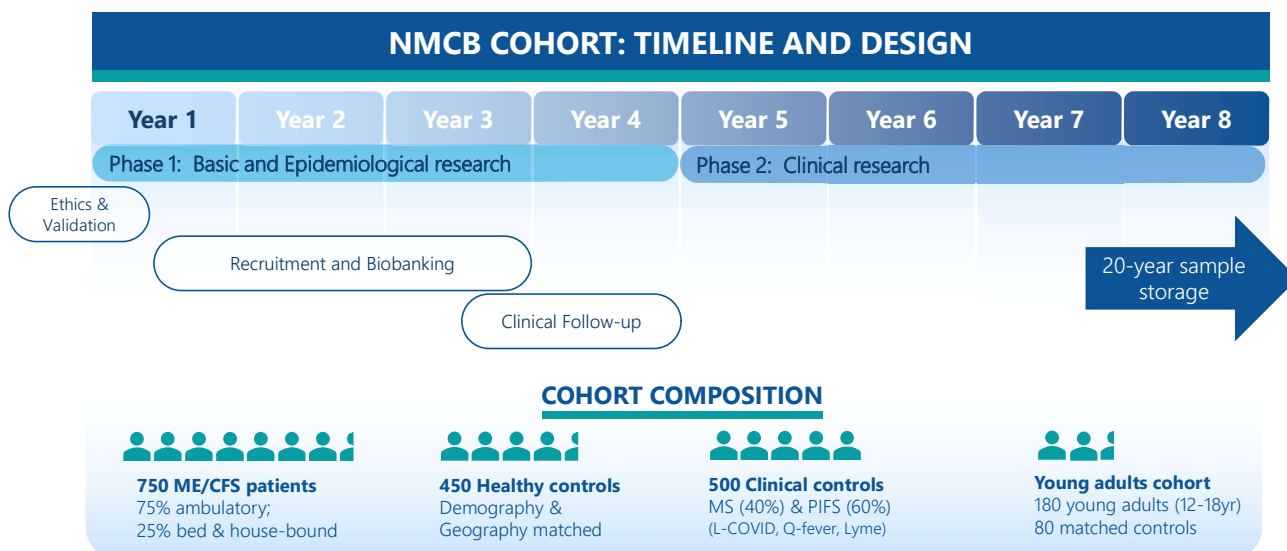 NMCB COHORT: TIMELINE AND DESIGN
Year 1
Year 2
Year 3
Year 4
Year 5
Year 6
Year 7
Year 8
Phase 1: Basic and Epidemiological research
Phase 2: Clinical research
Ethics &
Validation
Recruitment and Biobanking
Clinical Follow-up
20-year sample
storage
COHORT COMPOSITION
750 ME/CFS patients
75% ambulatory;
25% bed & house-bound
450 Healthy controls
Demography &
Geography matched
500 Clinical controls
MS (40%) & PIFS (60%)
(L-COVID, Q-fever, Lyme)
Young adults cohort
180 young adults (12-18yr)
80 matched controls